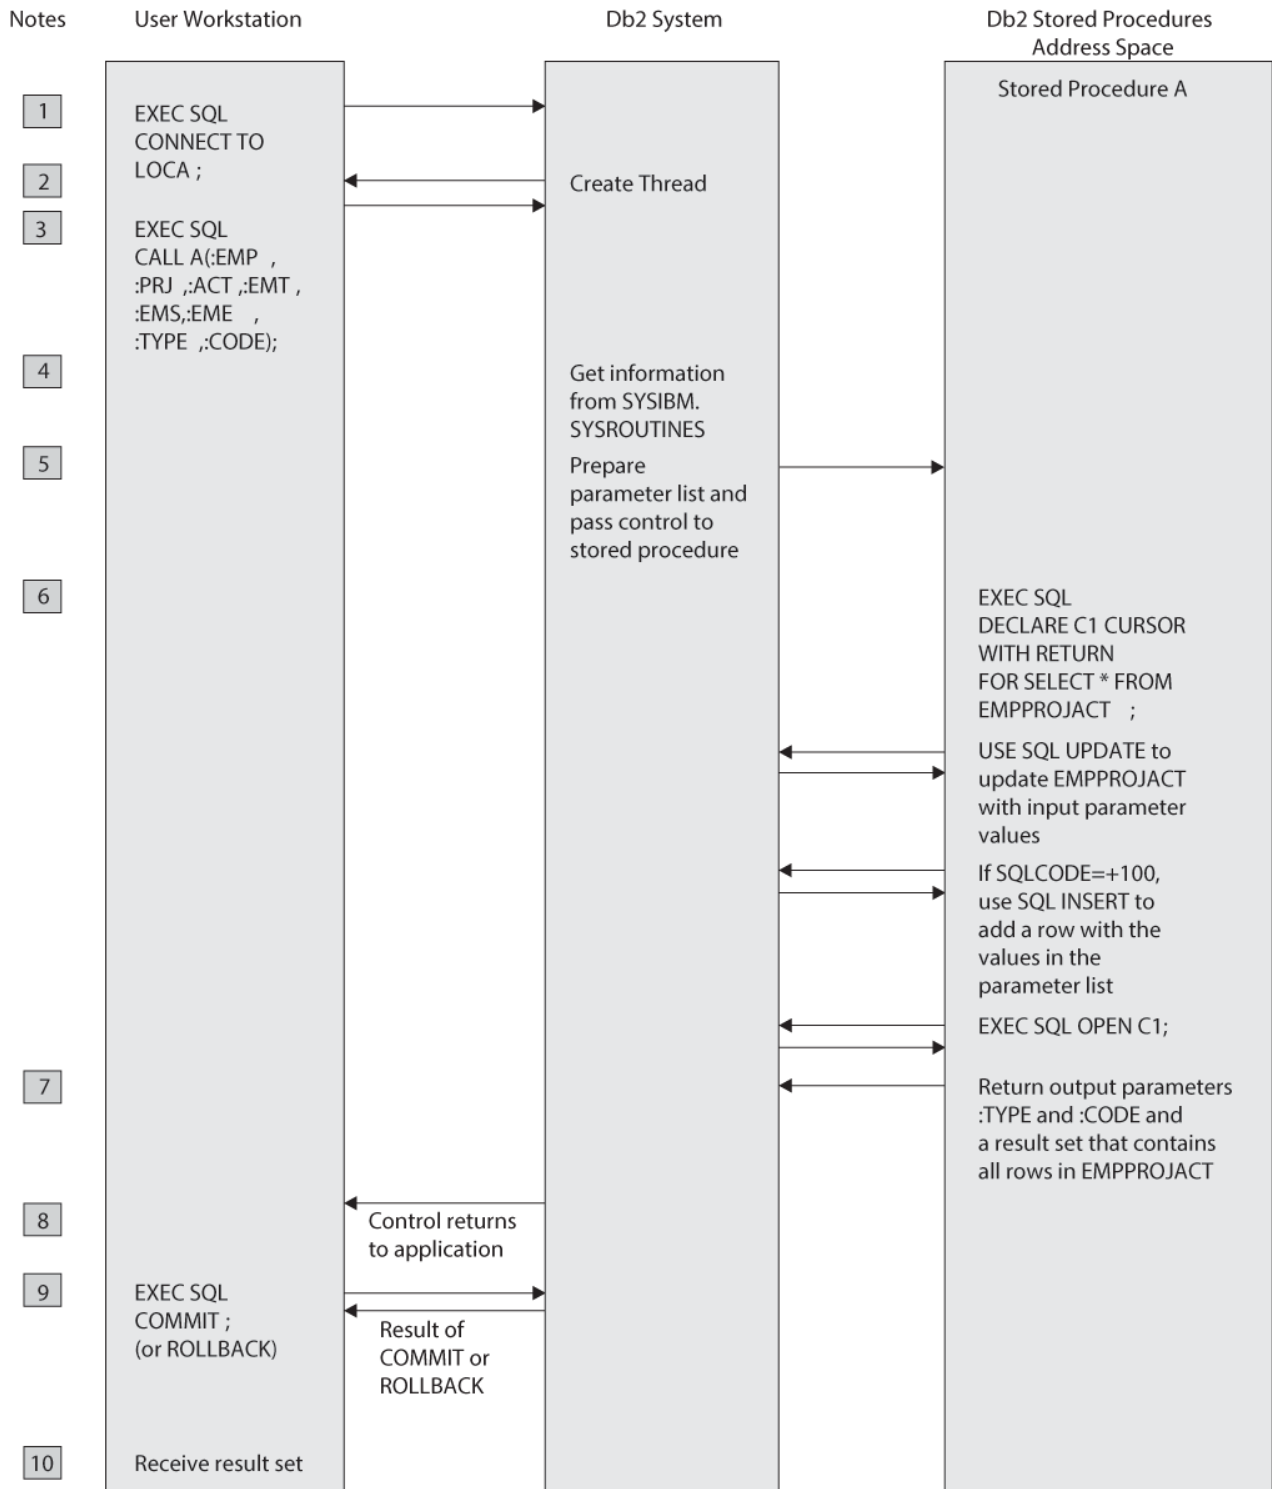 Notes
User Workstation
Db2 System
Db2 Stored Procedures
Address Space
Stored Procedure A
1
EXEC SQL
CONNECT TO
LOCA ;
2
Create Thread
3
EXEC SQL
CALL A(:EMP ,
:PRJ ,:ACT ,:EMT ,
:EMS,:EME ,
:TYPE ,:CODE);
4
Get information
from SYSIBM.
SYSROUTINES
5
Prepare
parameter list and
pass control to
stored procedure
6
EXEC SQL
DECLARE C1 CURSOR
WITH RETURN
FOR SELECT * FROM
EMPPROJACT ;
USE SQL UPDATE to
update EMPPROJACT
with input parameter
values
If SQLCODE=+100,
use SQL INSERT to
add a row with the
values in the
parameter list
EXEC SQL OPEN C1;
7
Return output parameters
:TYPE and :CODE and
a result set that contains
all rows in EMPPROJACT
8
Control returns
to application
9
EXEC SQL
COMMIT ;
(or ROLLBACK)
Result of
COMMIT or
ROLLBACK
10
Receive result set